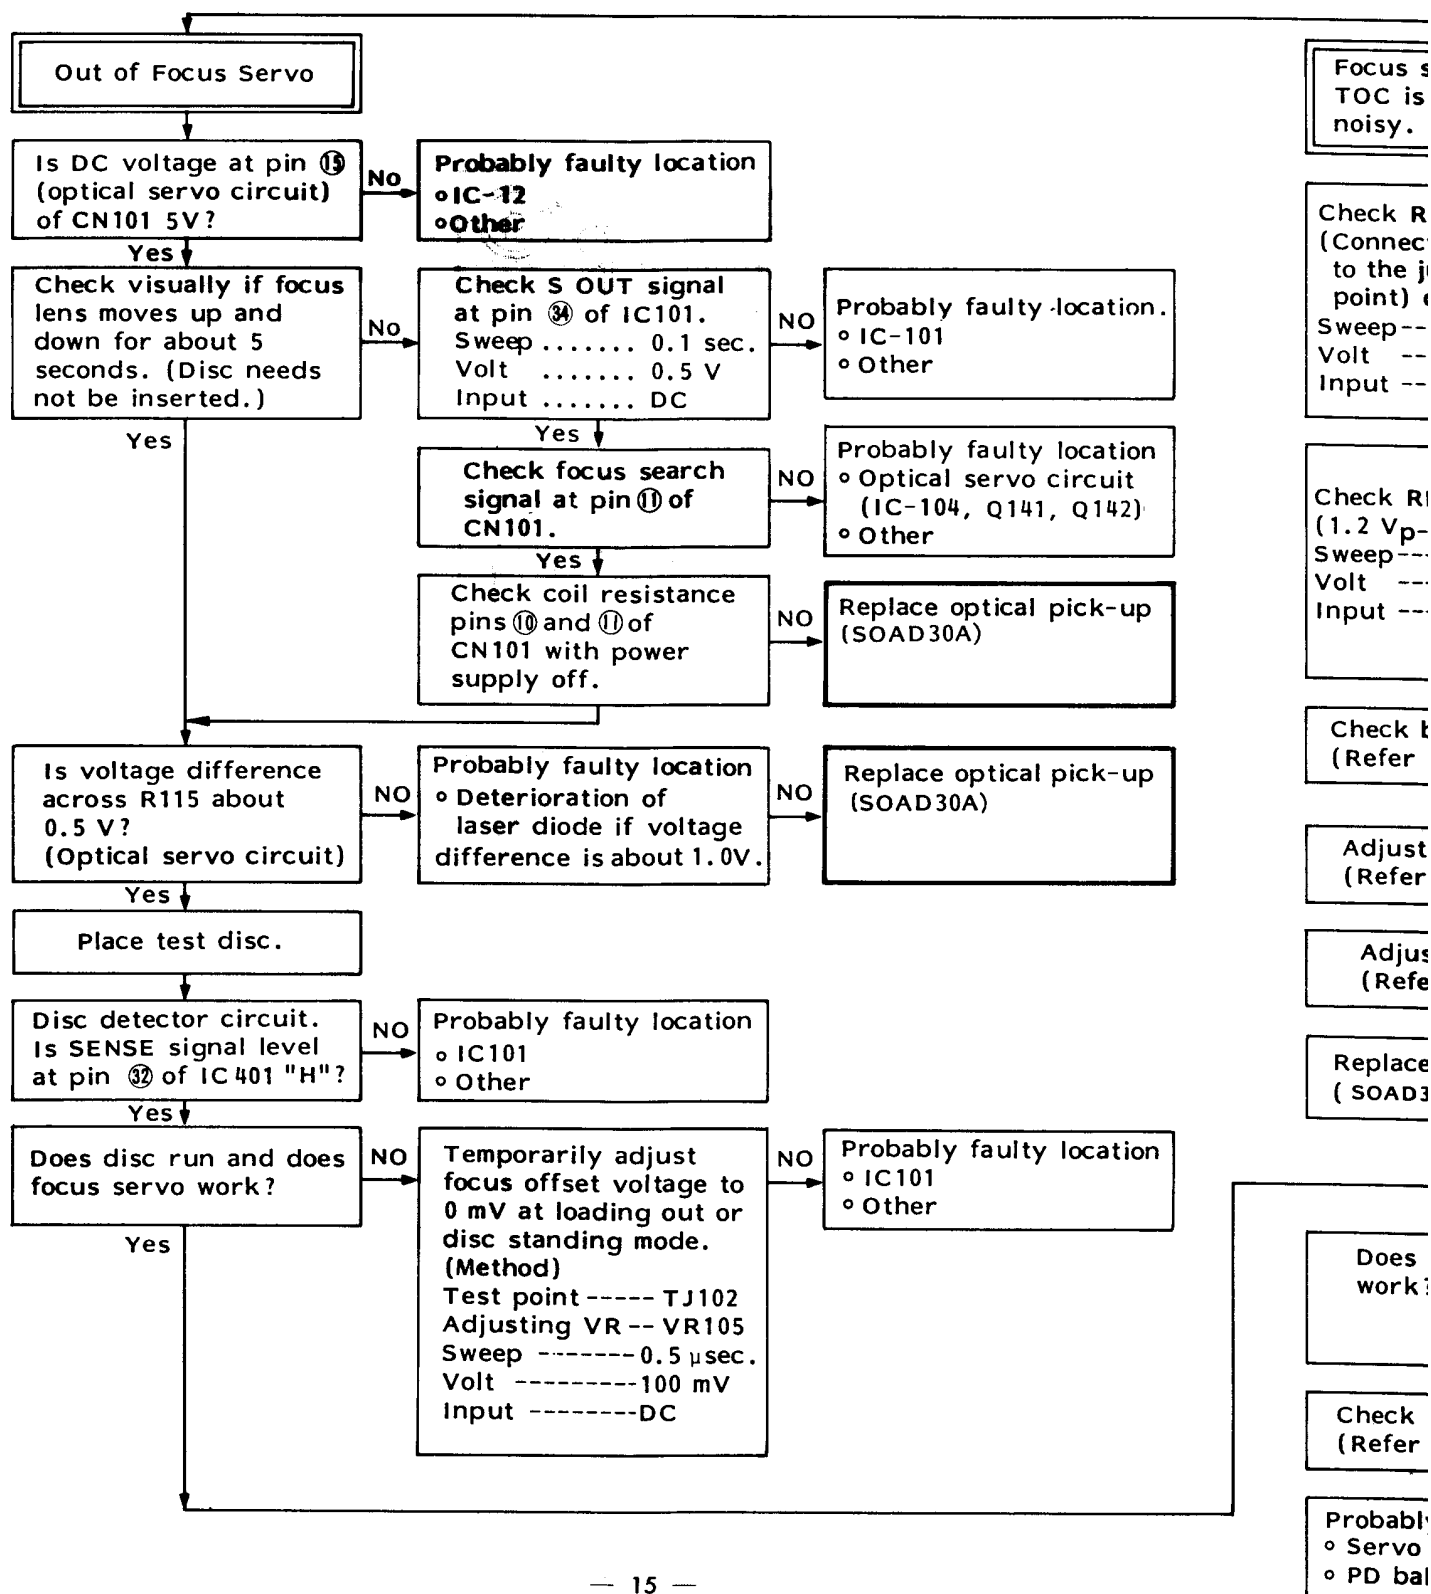 Out of Focus Servo
Is DC voltage at pin ⑮
(optical servo circuit)
of CN101 5V?
No
Probably faulty location
∘ IC-12
∘ Other
Yes
Check visually if focus
lens moves up and
down for about 5
seconds. (Disc needs
not be inserted.)
No
Check S OUT signal
at pin ㉞ of IC101.
Sweep ....... 0.1 sec.
Volt ....... 0.5 V
Input ....... DC
NO
Probably faulty location.
∘ IC-101
∘ Other
Yes
Yes
Check focus search
signal at pin ⑪ of
CN101.
NO
Probably faulty location
∘ Optical servo circuit
(IC-104, Q141, Q142)
∘ Other
Yes
Check coil resistance
pins ⑩ and ⑪ of
CN101 with power
supply off.
NO
Replace optical pick-up
(SOAD30A)
Is voltage difference
across R115 about
0.5 V?
(Optical servo circuit)
NO
Probably faulty location
∘ Deterioration of
laser diode if voltage
difference is about 1.0V.
NO
Replace optical pick-up
(SOAD30A)
Yes
Place test disc.
Disc detector circuit.
Is SENSE signal level
at pin ㉜ of IC401 "H"?
NO
Probably faulty location
∘ IC101
∘ Other
Yes
Does disc run and does
focus servo work?
NO
Temporarily adjust
focus offset voltage to
0 mV at loading out or
disc standing mode.
(Method)
Test point ----- TJ102
Adjusting VR -- VR105
Sweep -------- 0.5 μsec.
Volt --------- 100 mV
Input -------- DC
NO
Probably faulty location
∘ IC101
∘ Other
Yes
Focus
TOC is
noisy.
Check
(Connec
to the
point)
Sweep--
Volt --
Input --
Check
(1.2 Vp-
Sweep---
Volt ---
Input ---
Check
(Refer
Adjust
(Refer
Adjus
(Refe
Replace
(SOAD3
Does
work?
Check
(Refer
Probably
∘ Servo
∘ PD bal
— 15 —